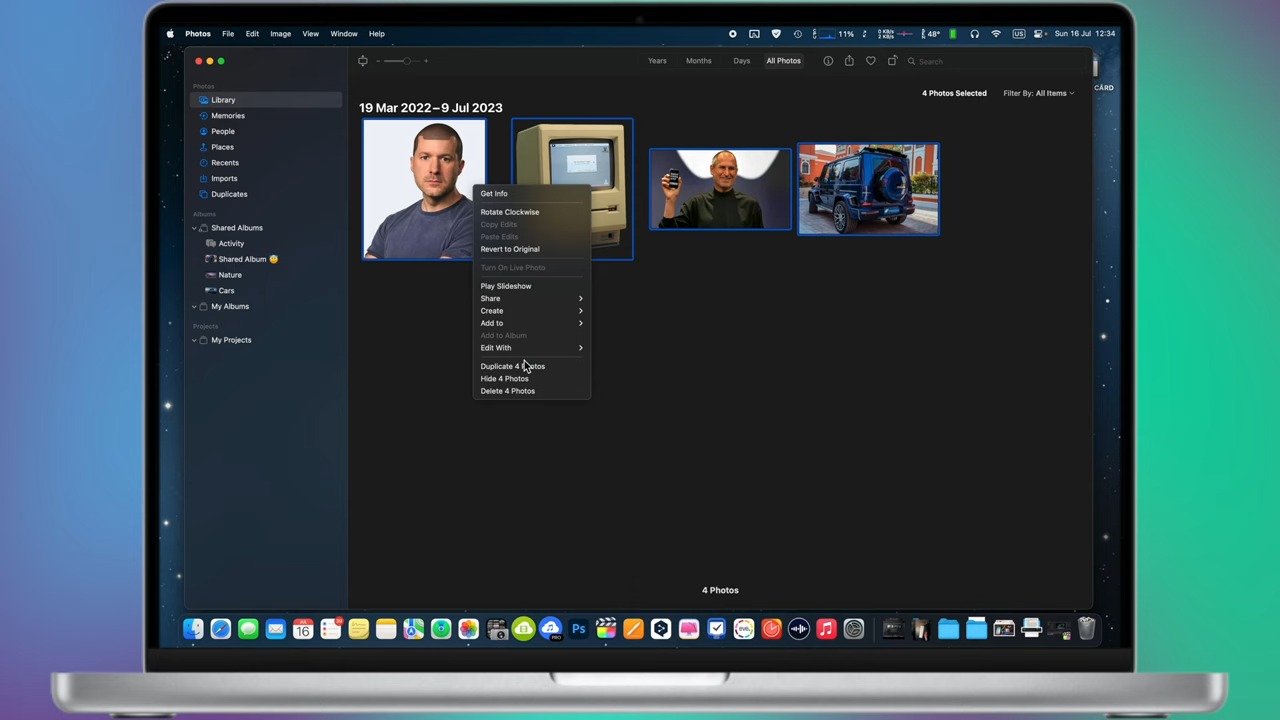 Photos File Edit Image View Window Help
11% 48° US Sun 16 Jul 12:34
Years Months Days All Photos Search
CARD
Photos
Library
Memories
People
Places
Recents
Imports
Duplicates
Albums
Shared Albums
Activity
Shared Album 😇
Nature
Cars
My Albums
Projects
My Projects
4 Photos Selected Filter By: All Items
19 Mar 2022–9 Jul 2023
Get Info
Rotate Clockwise
Copy Edits
Paste Edits
Revert to Original
Turn On Live Photo
Play Slideshow
Share
Create
Add to
Add to Album
Edit With
Duplicate 4 Photos
Hide 4 Photos
Delete 4 Photos
4 Photos
JUL
16
Ps
PRO
eve